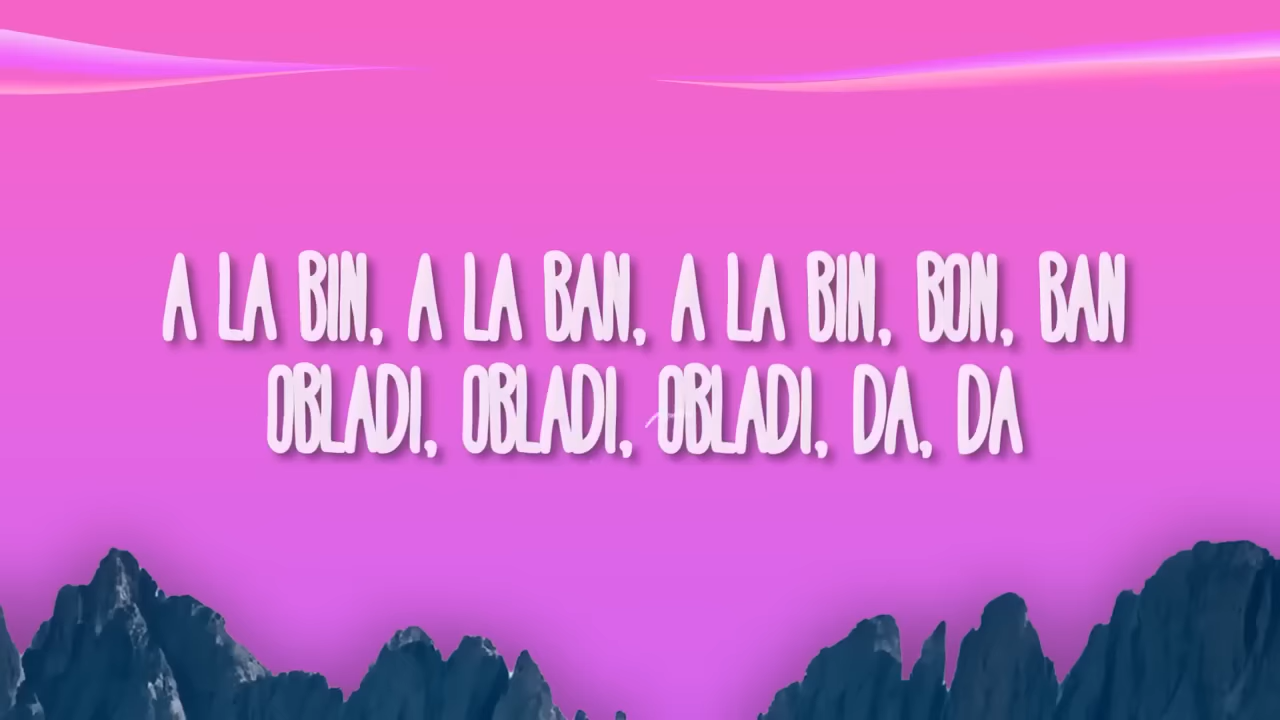 A LA BIN, A LA BAN, A LA BIN, BON, BAN
OBLADI, OBLADI, OBLADI, DA, DA